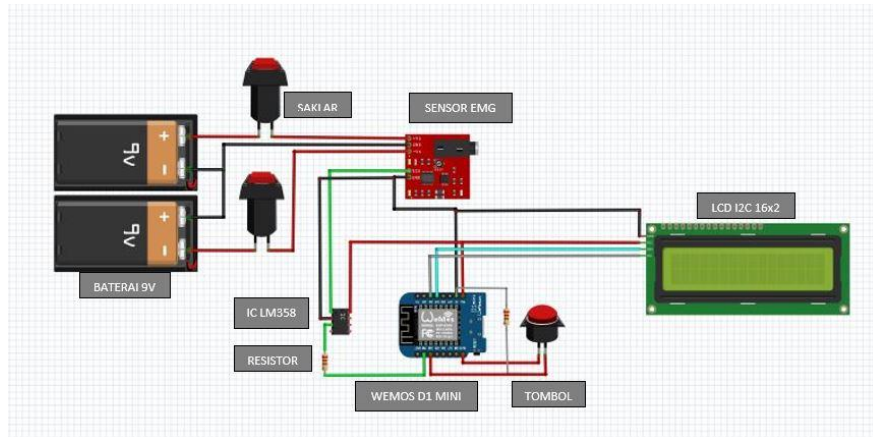 SAKLAR
SENSOR EMG
9V
9V
BATERAI 9V
LCD I2C 16x2
IC LM358
RESISTOR
WEMOS D1 MINI
TOMBOL